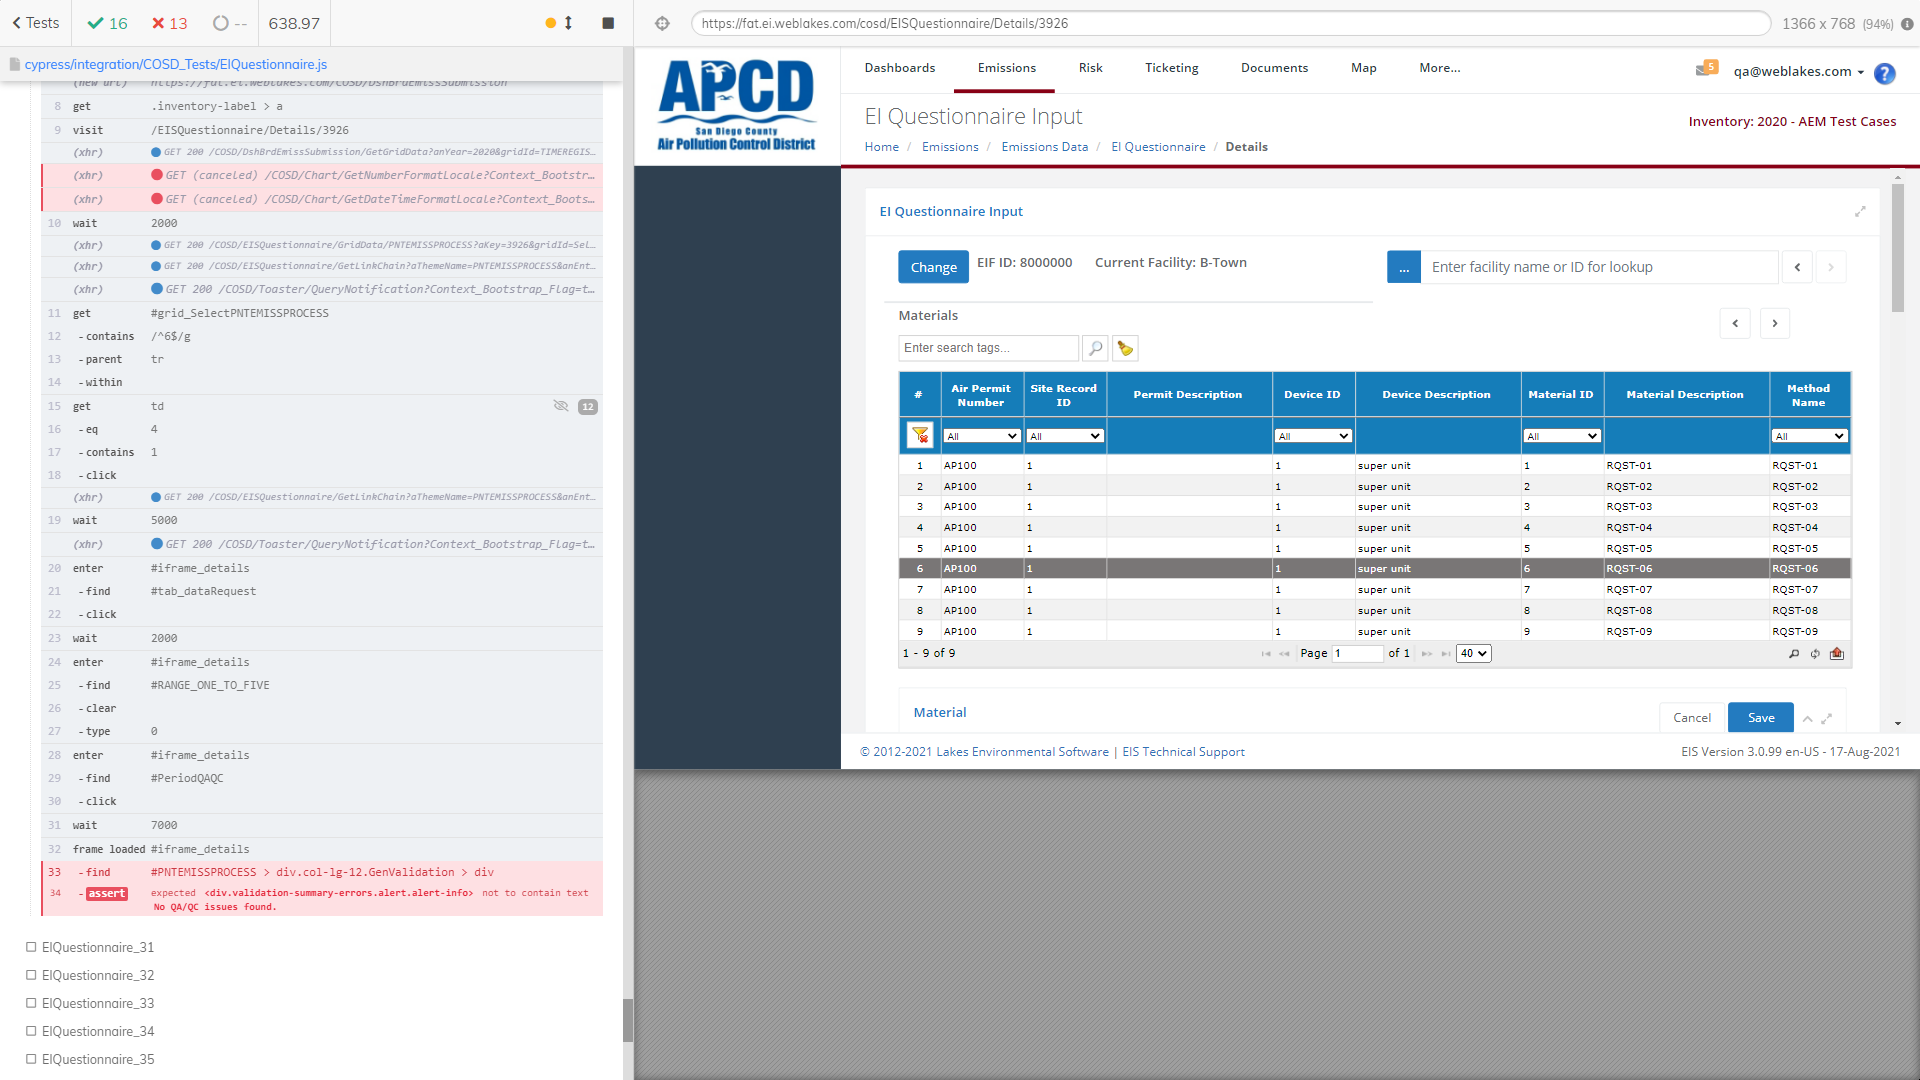 Tests
16
13
--
638.97
cypress/integration/COSD_Tests/EIQuestionnaire.js
(new url) https://fat.ei.weblakes.com/COSD/DshBrdEmissSubmission
8 get .inventory-label > a
9 visit /EISQuestionnaire/Details/3926
(xhr) GET 200 /COSD/DshBrdEmissSubmission/GetGridData?anYear=2020&gridId=TIMEREGIS...
(xhr) GET (canceled) /COSD/Chart/GetNumberFormatLocale?Context_Bootstr...
(xhr) GET (canceled) /COSD/Chart/GetDateTimeFormatLocale?Context_Boots...
10 wait 2000
(xhr) GET 200 /COSD/EISQuestionnaire/GridData/PNTEMISSPROCESS?aKey=3926&gridId=Sel...
(xhr) GET 200 /COSD/EISQuestionnaire/GetLinkChain?aThemeName=PNTEMISSPROCESS&anEnt...
(xhr) GET 200 /COSD/Toaster/QueryNotification?Context_Bootstrap_Flag=t...
11 get #grid_SelectPNTEMISSPROCESS
12 - contains /^6$/g
13 - parent tr
14 - within
15 get td 12
16 - eq 4
17 - contains 1
18 - click
(xhr) GET 200 /COSD/EISQuestionnaire/GetLinkChain?aThemeName=PNTEMISSPROCESS&anEnt...
19 wait 5000
(xhr) GET 200 /COSD/Toaster/QueryNotification?Context_Bootstrap_Flag=t...
20 enter #iframe_details
21 - find #tab_dataRequest
22 - click
23 wait 2000
24 enter #iframe_details
25 - find #RANGE_ONE_TO_FIVE
26 - clear
27 - type 0
28 enter #iframe_details
29 - find #PeriodQAQC
30 - click
31 wait 7000
32 frame loaded #iframe_details
33 - find #PNTEMISSPROCESS > div.col-lg-12.GenValidation > div
34 - assert expected <div.validation-summary-errors.alert.alert-info> not to contain text
No QA/QC issues found.
EIQuestionnaire_31
EIQuestionnaire_32
EIQuestionnaire_33
EIQuestionnaire_34
EIQuestionnaire_35
https://fat.ei.weblakes.com/cosd/EISQuestionnaire/Details/3926
1366 x 768 (94%)
APCD
San Diego County
Air Pollution Control District
Dashboards Emissions Risk Ticketing Documents Map More...
5
qa@weblakes.com
?
EI Questionnaire Input
Inventory: 2020 - AEM Test Cases
Home / Emissions / Emissions Data / EI Questionnaire / Details
EI Questionnaire Input
Change EIF ID: 8000000 Current Facility: B-Town
... Enter facility name or ID for lookup
Materials
Enter search tags...
# Air Permit Number Site Record ID Permit Description Device ID Device Description Material ID Material Description Method Name
All All All All All
1 AP100 1 1 super unit 1 RQST-01 RQST-01
2 AP100 1 1 super unit 2 RQST-02 RQST-02
3 AP100 1 1 super unit 3 RQST-03 RQST-03
4 AP100 1 1 super unit 4 RQST-04 RQST-04
5 AP100 1 1 super unit 5 RQST-05 RQST-05
6 AP100 1 1 super unit 6 RQST-06 RQST-06
7 AP100 1 1 super unit 7 RQST-07 RQST-07
8 AP100 1 1 super unit 8 RQST-08 RQST-08
9 AP100 1 1 super unit 9 RQST-09 RQST-09
1 - 9 of 9 Page 1 of 1 40
Material
Cancel Save
© 2012-2021 Lakes Environmental Software | EIS Technical Support
EIS Version 3.0.99 en-US - 17-Aug-2021